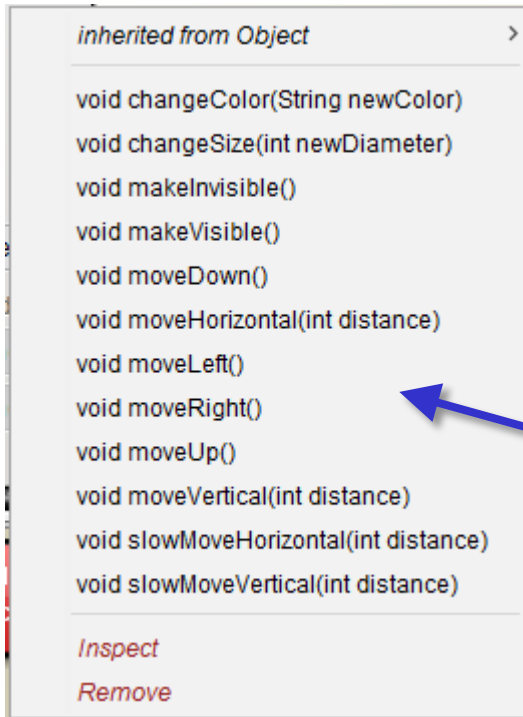 inherited from Object
void changeColor(String newColor)
void changeSize(int newDiameter)
void makeInvisible()
void makeVisible()
void moveDown()
void moveHorizontal(int distance)
void moveLeft()
void moveRight()
void moveUp()
void moveVertical(int distance)
void slowMoveHorizontal(int distance)
void slowMoveVertical(int distance)
Inspect
Remove